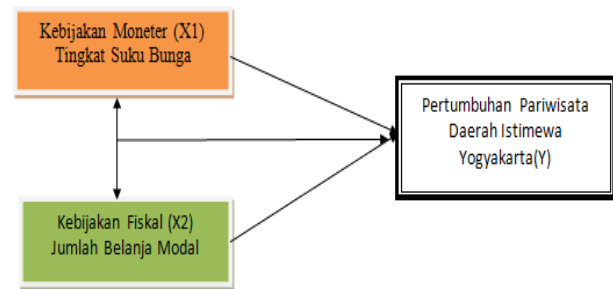 Kebijakan Moneter (X1)
Tingkat Suku Bunga
Pertumbuhan Pariwisata
Daerah Istimewa
Yogyakarta(Y)
Kebijakan Fiskal (X2)
Jumlah Belanja Modal